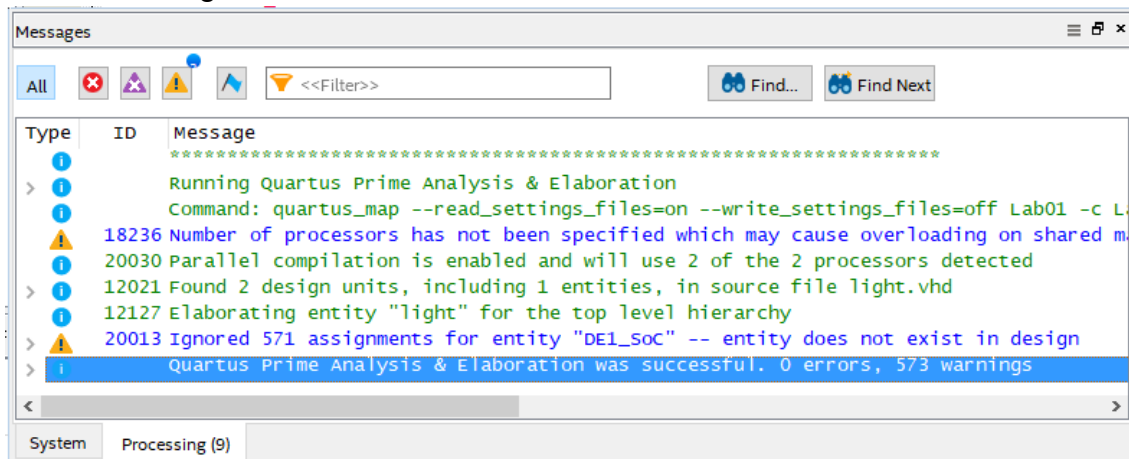 Messages
All <<Filter>> Find... Find Next
Type ID Message
*******************************************************************
Running Quartus Prime Analysis & Elaboration
Command: quartus_map --read_settings_files=on --write_settings_files=off Lab01 -c
18236 Number of processors has not been specified which may cause overloading on shared
20030 Parallel compilation is enabled and will use 2 of the 2 processors detected
12021 Found 2 design units, including 1 entities, in source file light.vhd
12127 Elaborating entity "light" for the top level hierarchy
20013 Ignored 571 assignments for entity "DE1_SoC" -- entity does not exist in design
Quartus Prime Analysis & Elaboration was successful. 0 errors, 573 warnings
System Processing (9)